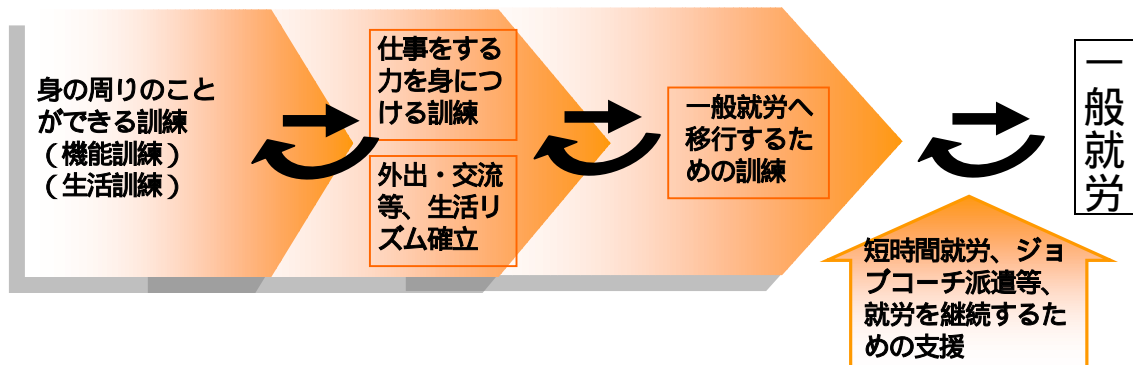 身の周りのこと
ができる訓練
（機能訓練）
（生活訓練）
仕事をする
力を身につ
ける訓練
外出・交流
等、生活リ
ズム確立
一般就労へ
移行するた
めの訓練
一般就労
短時間就労、ジョ
ブコーチ派遣等、
就労を継続するた
めの支援